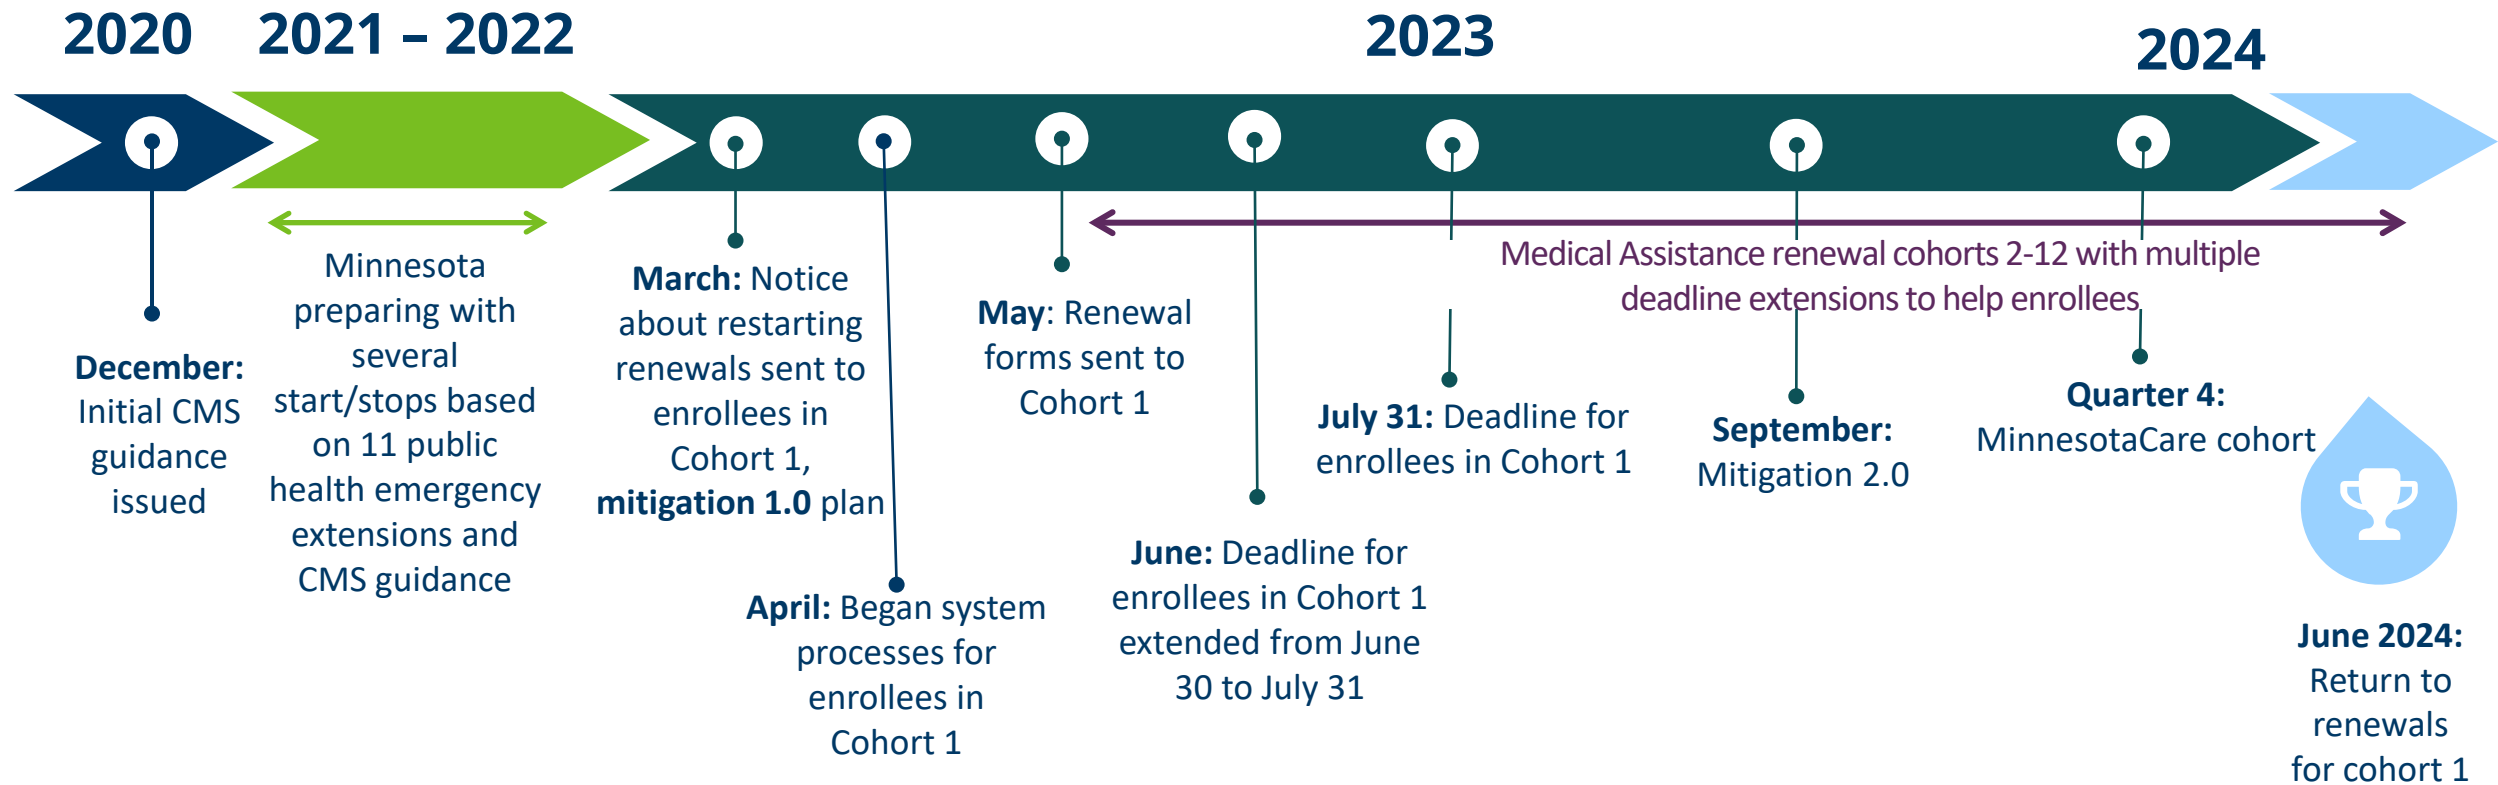 2020
2021 – 2022
2023
2024
December:
Initial CMS
guidance
issued
Minnesota
preparing with
several
start/stops based
on 11 public
health emergency
extensions and
CMS guidance
March: Notice
about restarting
renewals sent to
enrollees in
Cohort 1,
mitigation 1.0 plan
April: Began system
processes for
enrollees in
Cohort 1
May: Renewal
forms sent to
Cohort 1
June: Deadline for
enrollees in Cohort 1
extended from June
30 to July 31
Medical Assistance renewal cohorts 2-12 with multiple
deadline extensions to help enrollees
July 31: Deadline for
enrollees in Cohort 1
September:
Mitigation 2.0
Quarter 4:
MinnesotaCare cohort
June 2024:
Return to
renewals
for cohort 1